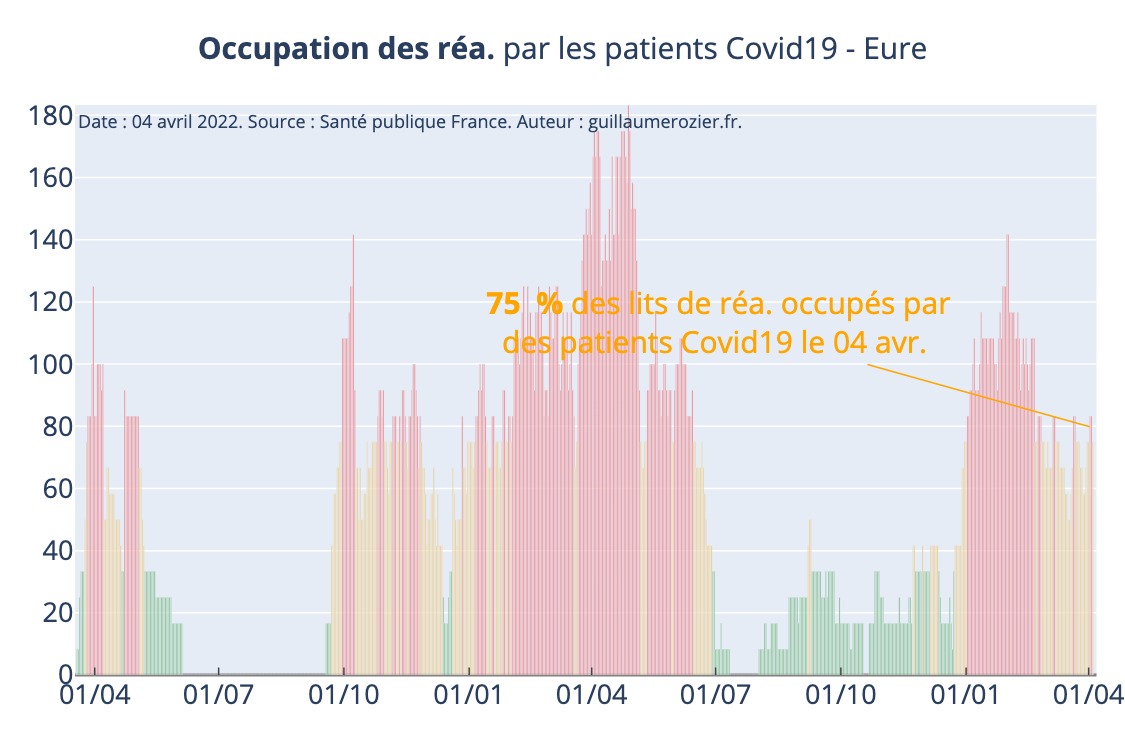 Occupation des réa. par les patients Covid19 - Eure
180
Date : 04 avril 2022. Source : Santé publique France. Auteur : guillaumerozier.fr.
160
140
120
75 % des lits de réa. occupés par
des patients Covid19 le 04 avr.
100
80
60
40
20
0
01/04 01/07 01/10 01/01 01/04 01/07 01/10 01/01 01/04